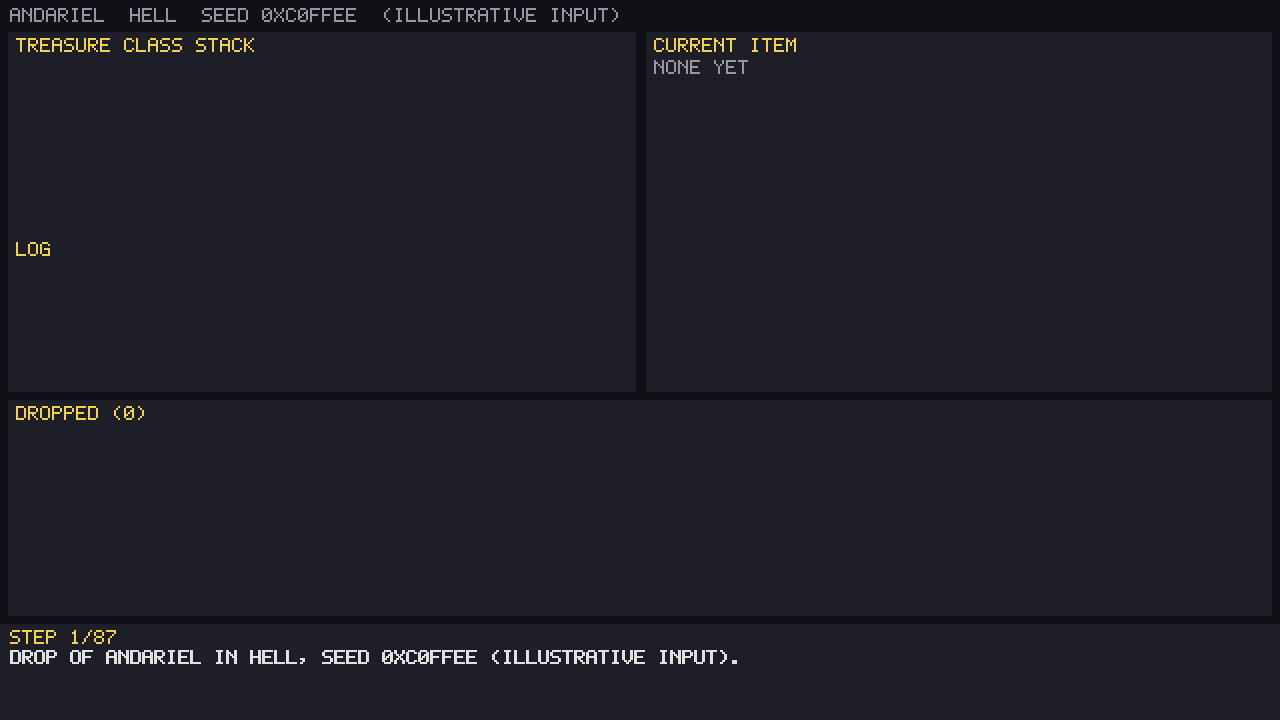 ANDARIEL HELL SEED 0XC0FFEE (ILLUSTRATIVE INPUT)
TREASURE CLASS STACK
LOG
CURRENT ITEM
NONE YET
DROPPED (0)
STEP 1/87
DROP OF ANDARIEL IN HELL, SEED 0XC0FFEE (ILLUSTRATIVE INPUT).